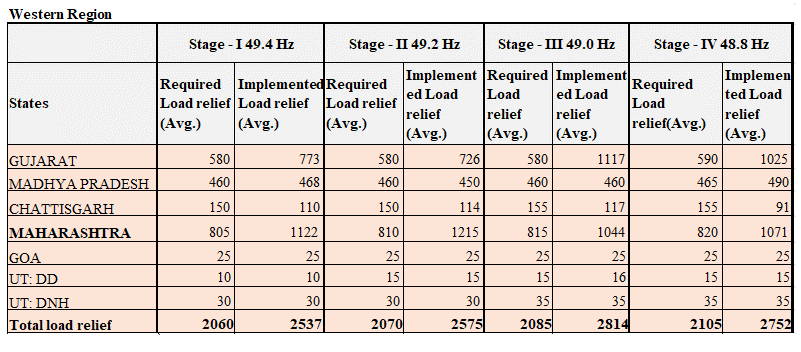 Western Region
Stage - I 49.4 Hz Stage - II 49.2 Hz Stage - III 49.0 Hz Stage - IV 48.8 Hz
States Required Load relief (Avg.) Implemented Load relief (Avg.) Required Load relief (Avg.) Implement ed Load relief (Avg.) Required Load relief (Avg.) Implement ed Load relief (Avg.) Required Load relief(Avg.) Implemen ted Load relief (Avg.)
GUJARAT 580 773 580 726 580 1117 590 1025
MADHYA PRADESH 460 468 460 450 460 460 465 490
CHATTISGARH 150 110 150 114 155 117 155 91
MAHARASHTRA 805 1122 810 1215 815 1044 820 1071
GOA 25 25 25 25 25 25 25 25
UT: DD 10 10 15 15 15 16 15 15
UT: DNH 30 30 30 30 35 35 35 35
Total load relief 2060 2537 2070 2575 2085 2814 2105 2752